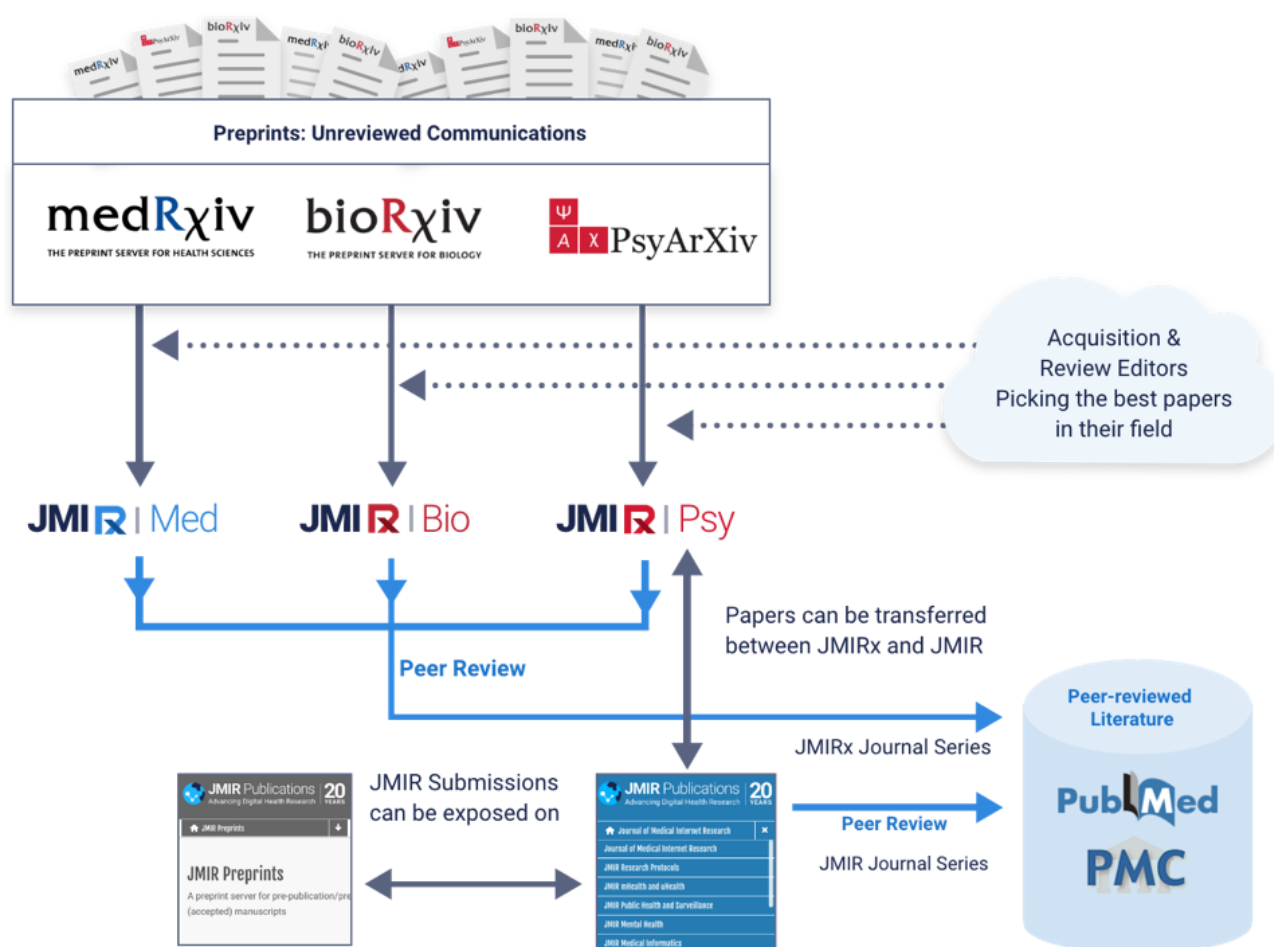 medRxiv
PsyArXiv
bioRxiv
medRxiv
bioRxiv
medRxiv
PsyArXiv
bioRxiv
medRxiv
bioRxiv
Preprints: Unreviewed Communications
medRxiv
THE PREPRINT SERVER FOR HEALTH SCIENCES
bioRxiv
THE PREPRINT SERVER FOR BIOLOGY
Ψ
A χ PsyArXiv
Acquisition &
Review Editors
Picking the best papers
in their field
JMIRx | Med
JMIRx | Bio
JMIRx | Psy
Papers can be transferred
between JMIRx and JMIR
Peer Review
Peer-reviewed
Literature
JMIRx Journal Series
PubMed
PMC
JMIR Publications
Advancing Digital Health Research
20
YEARS
JMIR Preprints
JMIR Preprints
A preprint server for pre-publication/pre
(accepted) manuscripts
JMIR Submissions
can be exposed on
JMIR Publications
Advancing Digital Health Research
20
YEARS
Journal of Medical Internet Research
Journal of Medical Internet Research
JMIR Research Protocols
JMIR mHealth and uHealth
JMIR Public Health and Surveillance
JMIR Mental Health
JMIR Medical Informatics
Peer Review
JMIR Journal Series